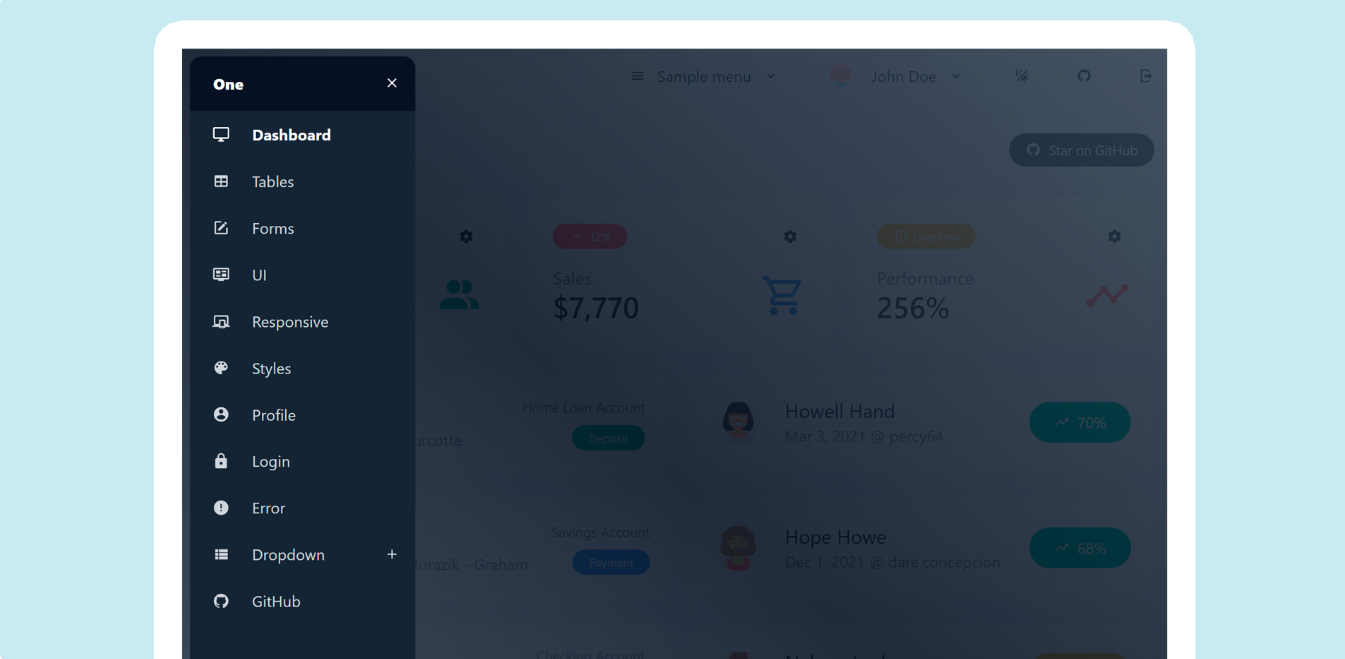 One
Dashboard
Tables
Forms
UI
Responsive
Styles
Profile
Login
Error
Dropdown
GitHub
Sample menu
John Doe
Star on GitHub
12%
Sales
$7,770
Overflow
Performance
256%
Home Loan Account
urcotte
Deposit
Howell Hand
Mar 3, 2021 @ percy64
70%
Savings Account
Murazik - Graham
Payment
Hope Howe
Dec 1, 2021 @ dare.concepcion
68%
Checking Account